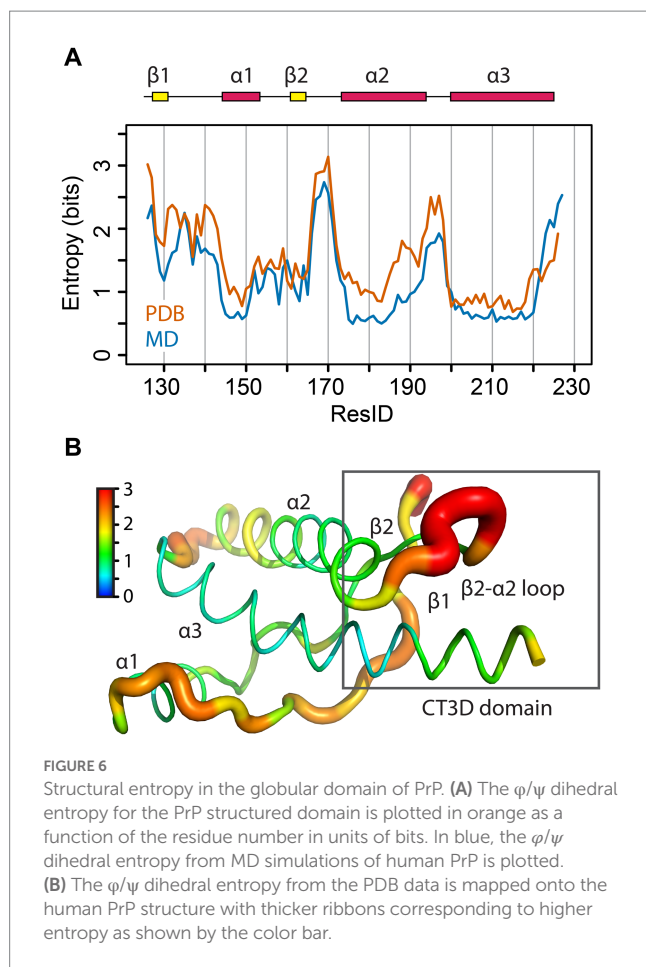 A
β1 α1 β2 α2 α3
3
2
1
0
Entropy (bits)
PDB
MD
130 150 170 190 210 230
ResID
B
3
2
1
0
α2
β2
β1 β2-α2 loop
α3
α1
CT3D domain
FIGURE 6
Structural entropy in the globular domain of PrP. (A) The φ/ψ dihedral
entropy for the PrP structured domain is plotted in orange as a
function of the residue number in units of bits. In blue, the φ/ψ
dihedral entropy from MD simulations of human PrP is plotted.
(B) The φ/ψ dihedral entropy from the PDB data is mapped onto the
human PrP structure with thicker ribbons corresponding to higher
entropy as shown by the color bar.